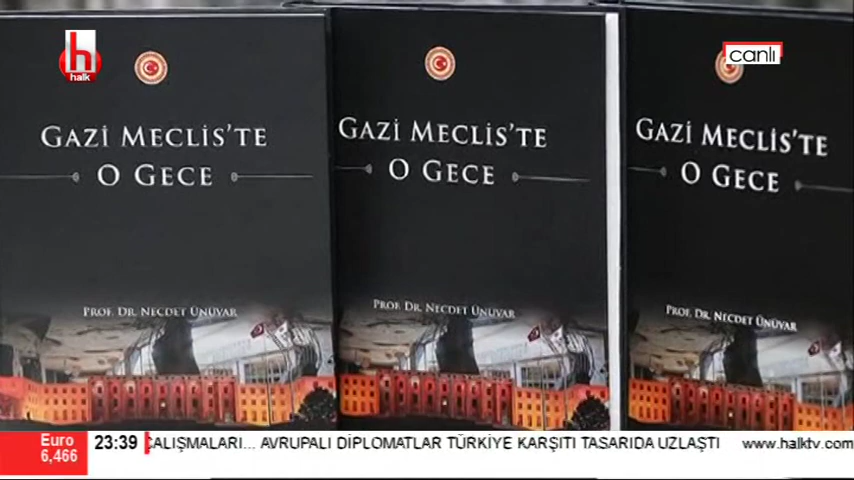 h
halk
canlı
GAZİ MECLİS'TE
O GECE
PROF. DR. NECDET ÜNÜVAR
GAZİ MECLİS'TE
O GECE
PROF. DR. NECDET ÜNÜVAR
GAZİ MECLİS'TE
O GECE
PROF. DR. NECDET ÜNÜVAR
Euro
6,466
23:39
ÇALIŞMALARI... AVRUPALI DİPLOMATLAR TÜRKİYE KARŞITI TASARIDA UZLAŞTI
www.halktv.com